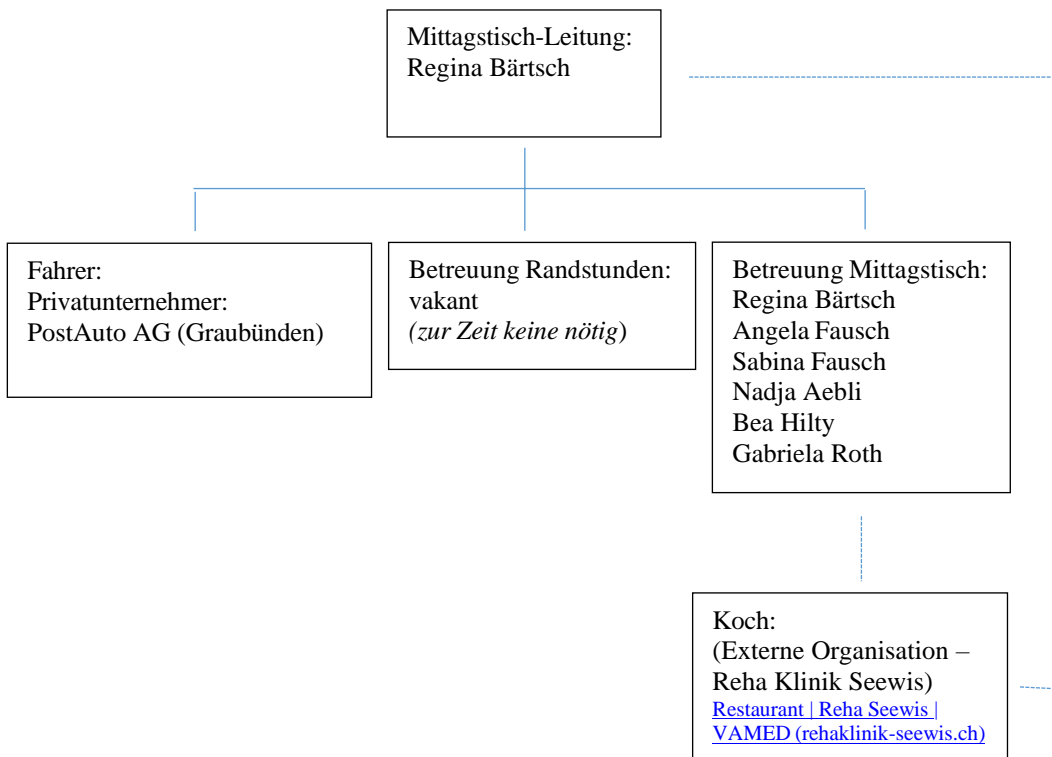 Mittagstisch-Leitung:
Regina Bärtsch
Fahrer:
Privatunternehmer:
PostAuto AG (Graubünden)
Betreuung Randstunden:
vakant
(zur Zeit keine nötig)
Betreuung Mittagstisch:
Regina Bärtsch
Angela Fausch
Sabina Fausch
Nadja Aebli
Bea Hilty
Gabriela Roth
Koch:
(Externe Organisation –
Reha Klinik Seewis)
Restaurant | Reha Seewis |
VAMED (rehaklinik-seewis.ch)